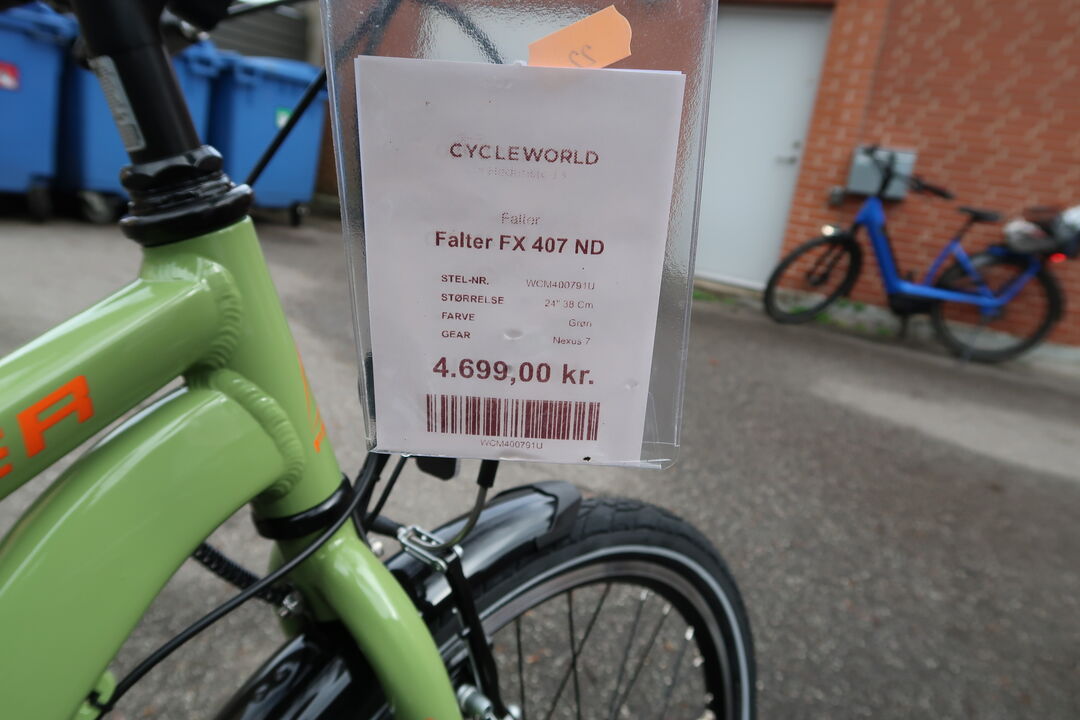 CYCLEWORLD
Falter
Falter FX 407 ND
STEL-NR. WCM400791U
STØRRELSE 24" 38 Cm
FARVE Grøn
GEAR Nexus 7
4.699,00 kr.
WCM400791U
ER